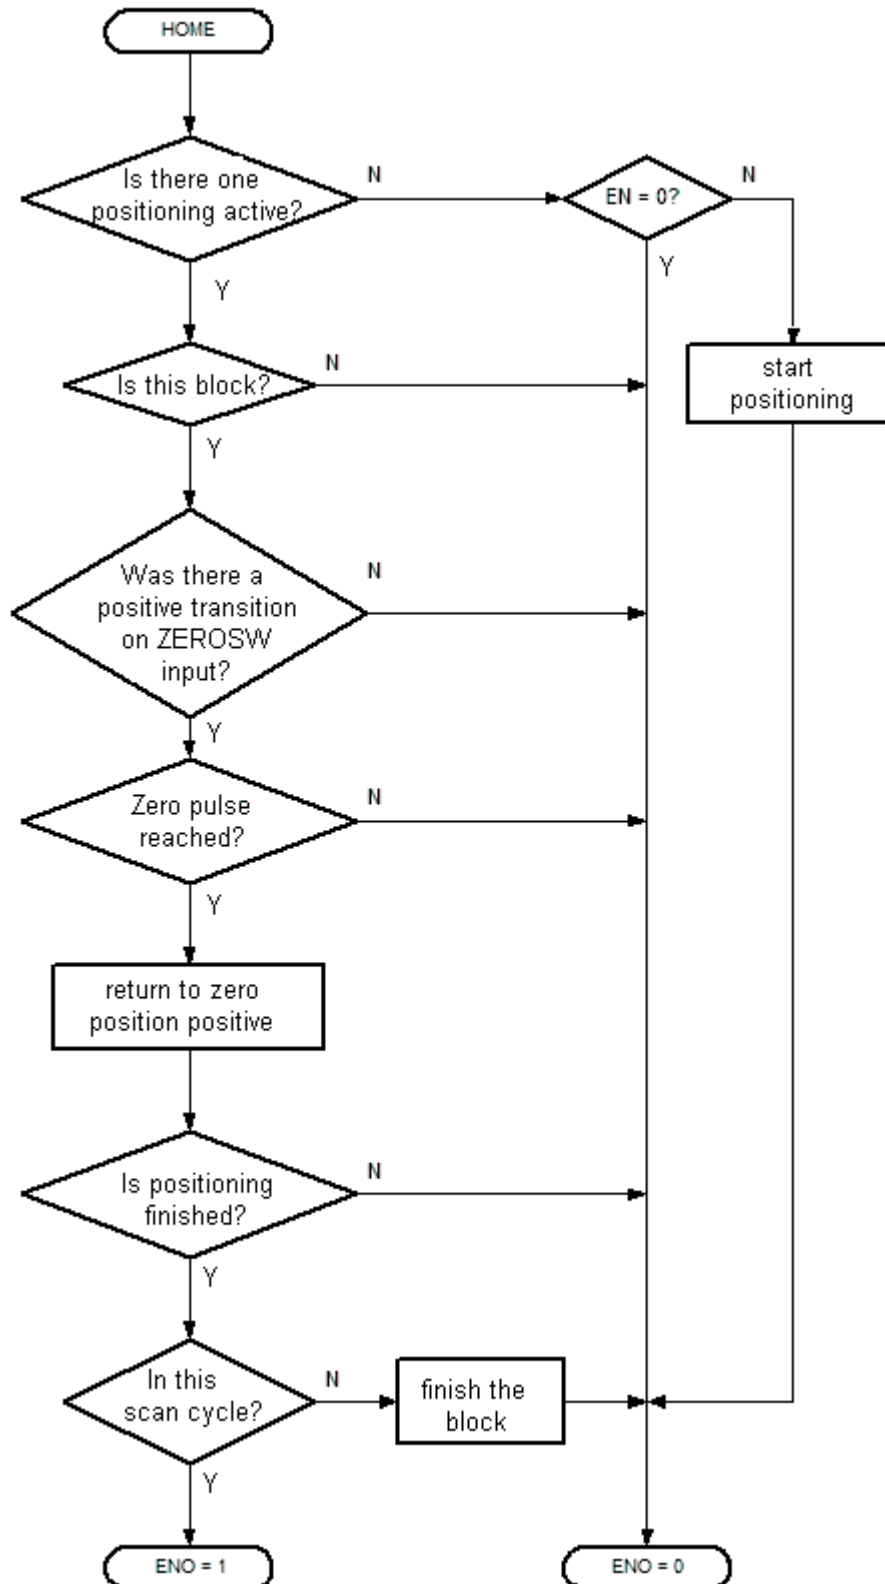 HOME
Is there one
positioning active?
N
EN = 0?
N
Y
Y
Is this block?
N
start
positioning
Y
Was there a
positive transition
on ZEROSW
input?
N
Y
Zero pulse
reached?
N
Y
return to zero
position positive
Is positioning
finished?
N
Y
In this
scan cycle?
N
finish the
block
Y
ENO = 1
ENO = 0